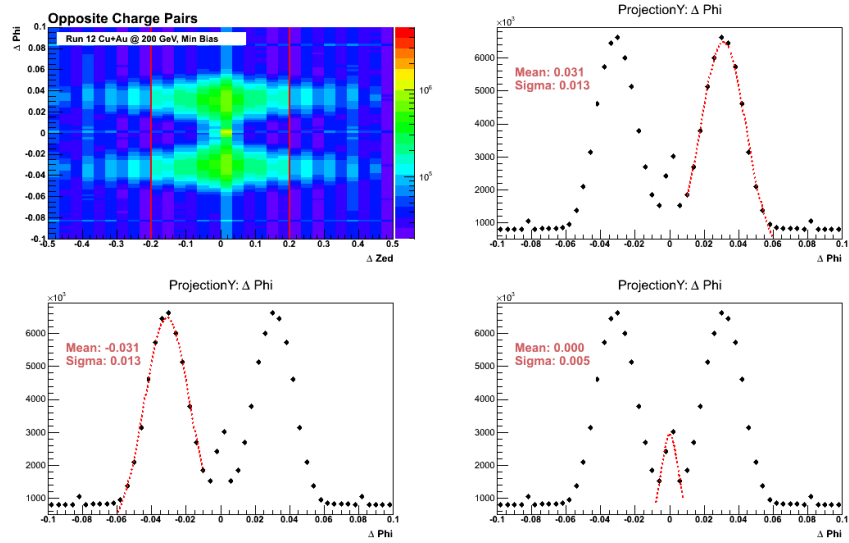 Opposite Charge Pairs
Δ Phi
Run 12 Cu+Au @ 200 GeV, Min Bias
0.1
0.08
0.06
0.04
0.02
0
-0.02
-0.04
-0.06
-0.08
-0.1
10⁶
10⁵
-0.5 -0.4 -0.3 -0.2 -0.1 0 0.1 0.2 0.3 0.4 0.5
Δ Zed
ProjectionY: Δ Phi
×10³
Mean: 0.031
Sigma: 0.013
6000
5000
4000
3000
2000
1000
-0.1 -0.08 -0.06 -0.04 -0.02 0 0.02 0.04 0.06 0.08 0.1
Δ Phi
ProjectionY: Δ Phi
×10³
Mean: -0.031
Sigma: 0.013
6000
5000
4000
3000
2000
1000
-0.1 -0.08 -0.06 -0.04 -0.02 0 0.02 0.04 0.06 0.08 0.1
Δ Phi
ProjectionY: Δ Phi
×10³
Mean: 0.000
Sigma: 0.005
6000
5000
4000
3000
2000
1000
-0.1 -0.08 -0.06 -0.04 -0.02 0 0.02 0.04 0.06 0.08 0.1
Δ Phi